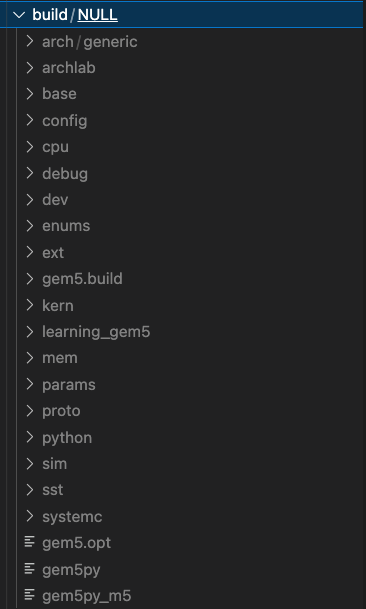 build/NULL
arch/generic
archlab
base
config
cpu
debug
dev
enums
ext
gem5.build
kern
learning_gem5
mem
params
proto
python
sim
sst
systemc
gem5.opt
gem5py
gem5py_m5